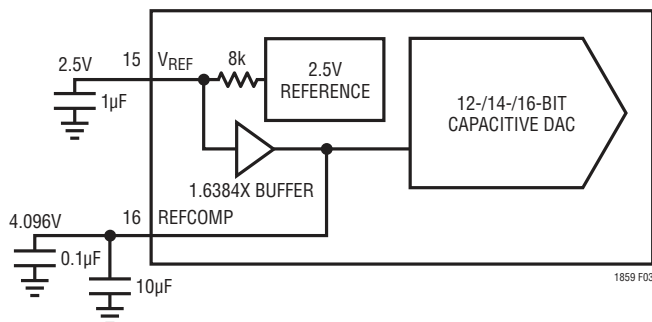 2.5V
15
VREF
8k
2.5V
REFERENCE
1µF
12-/14-/16-BIT
CAPACITIVE DAC
1.6384X BUFFER
16
REFCOMP
4.096V
0.1µF
10µF
1859 F03